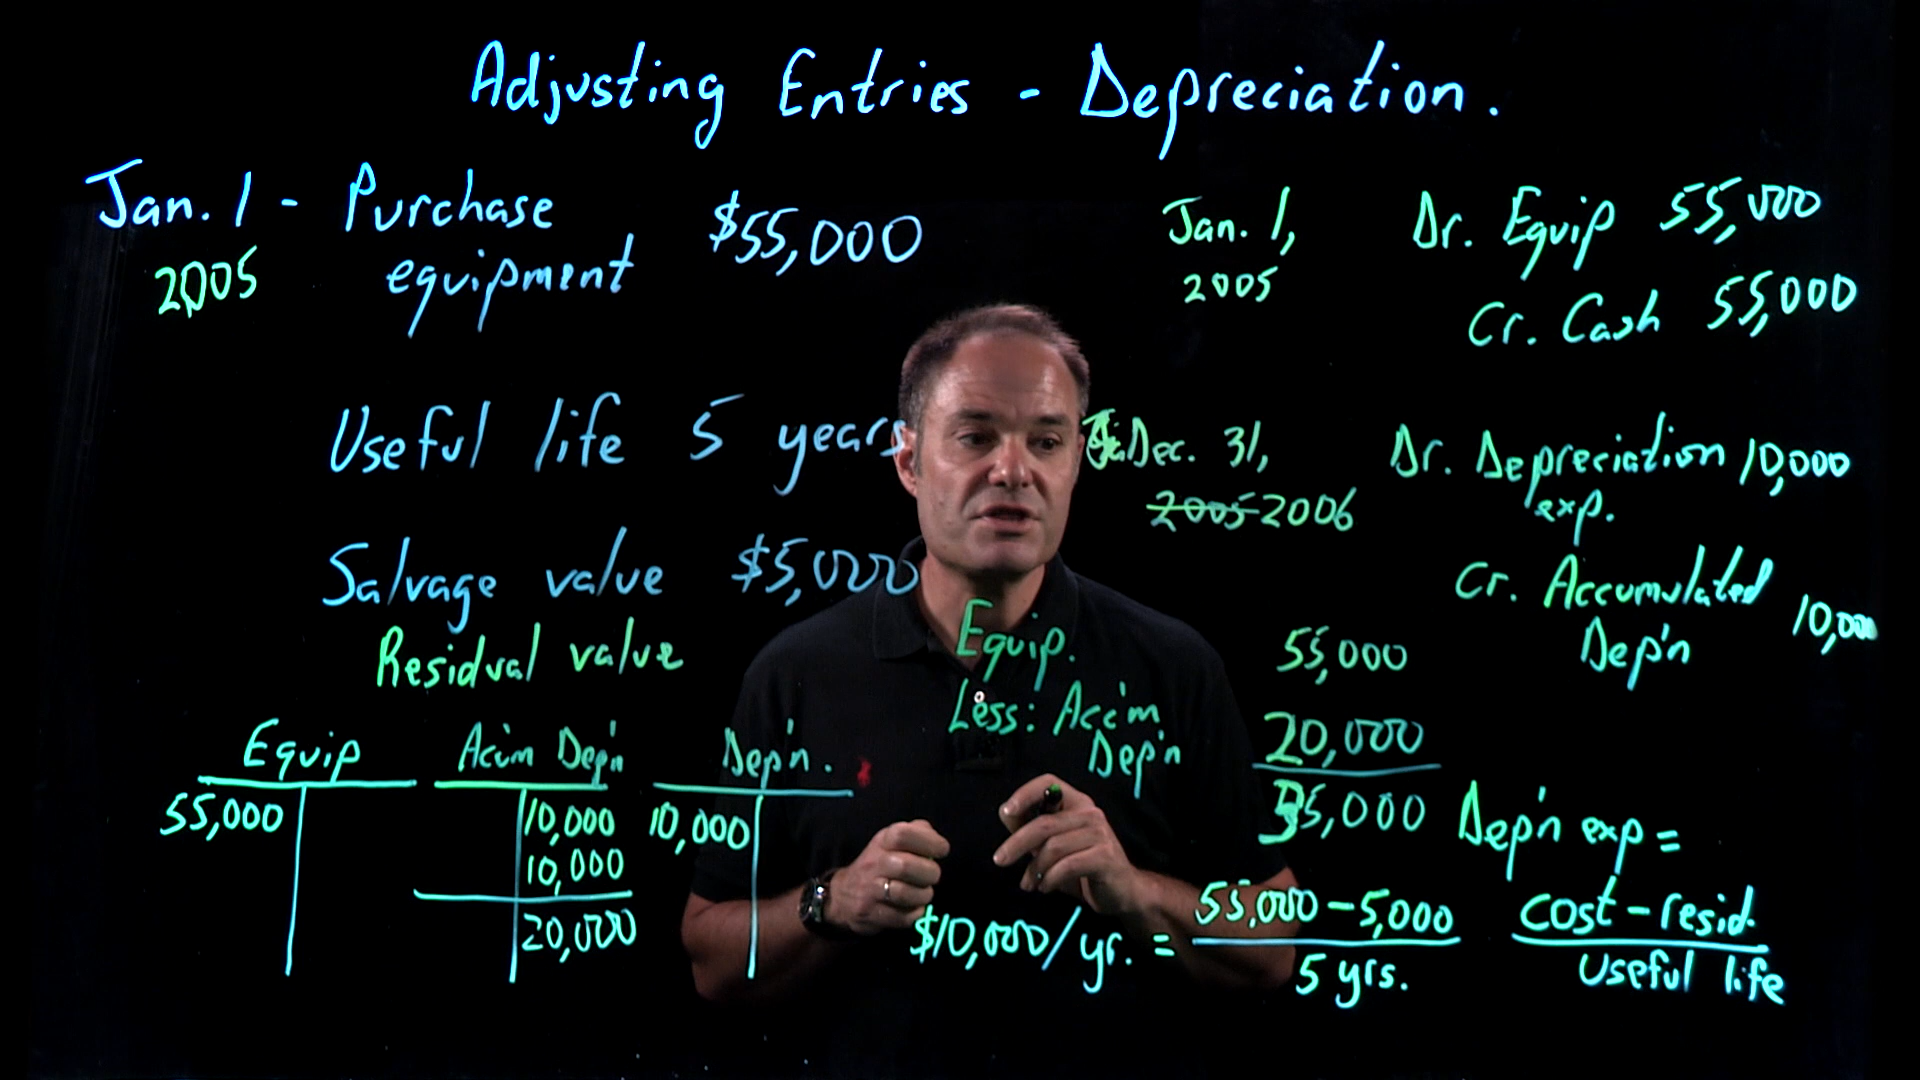 Adjusting Entries - Depreciation.
Jan. 1 - Purchase equipment $55,000
2005
Useful life 5 years
Salvage value $5,000
Residual value
Jan. 1, 2005
Dr. Equip 55,000
Cr. Cash 55,000
Dec. 31, 2005 2006
Dr. Depreciation exp. 10,000
Cr. Accumulated Dep'n 10,000
Equip. 55,000
Less: Acc'm Dep'n 20,000
35,000
Equip
55,000
Acc'm Dep'n
10,000
10,000
20,000
Dep'n.
10,000
Dep'n exp =
cost - resid.
Useful life
$10,000/yr. = 55,000 - 5,000
5 yrs.